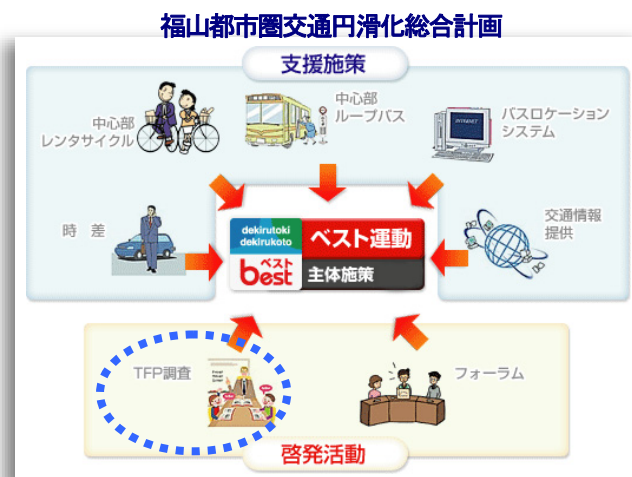 福山都市圏交通円滑化総合計画
支援施策
中心部
レンタサイクル
中心部
ループバス
バスロケーション
システム
INTERNET
時 差
交通情報
提供
dekirutoki
dekirukoto
ベスト運動
ベスト
best
主体施策
TFP調査
フォーラム
啓発活動